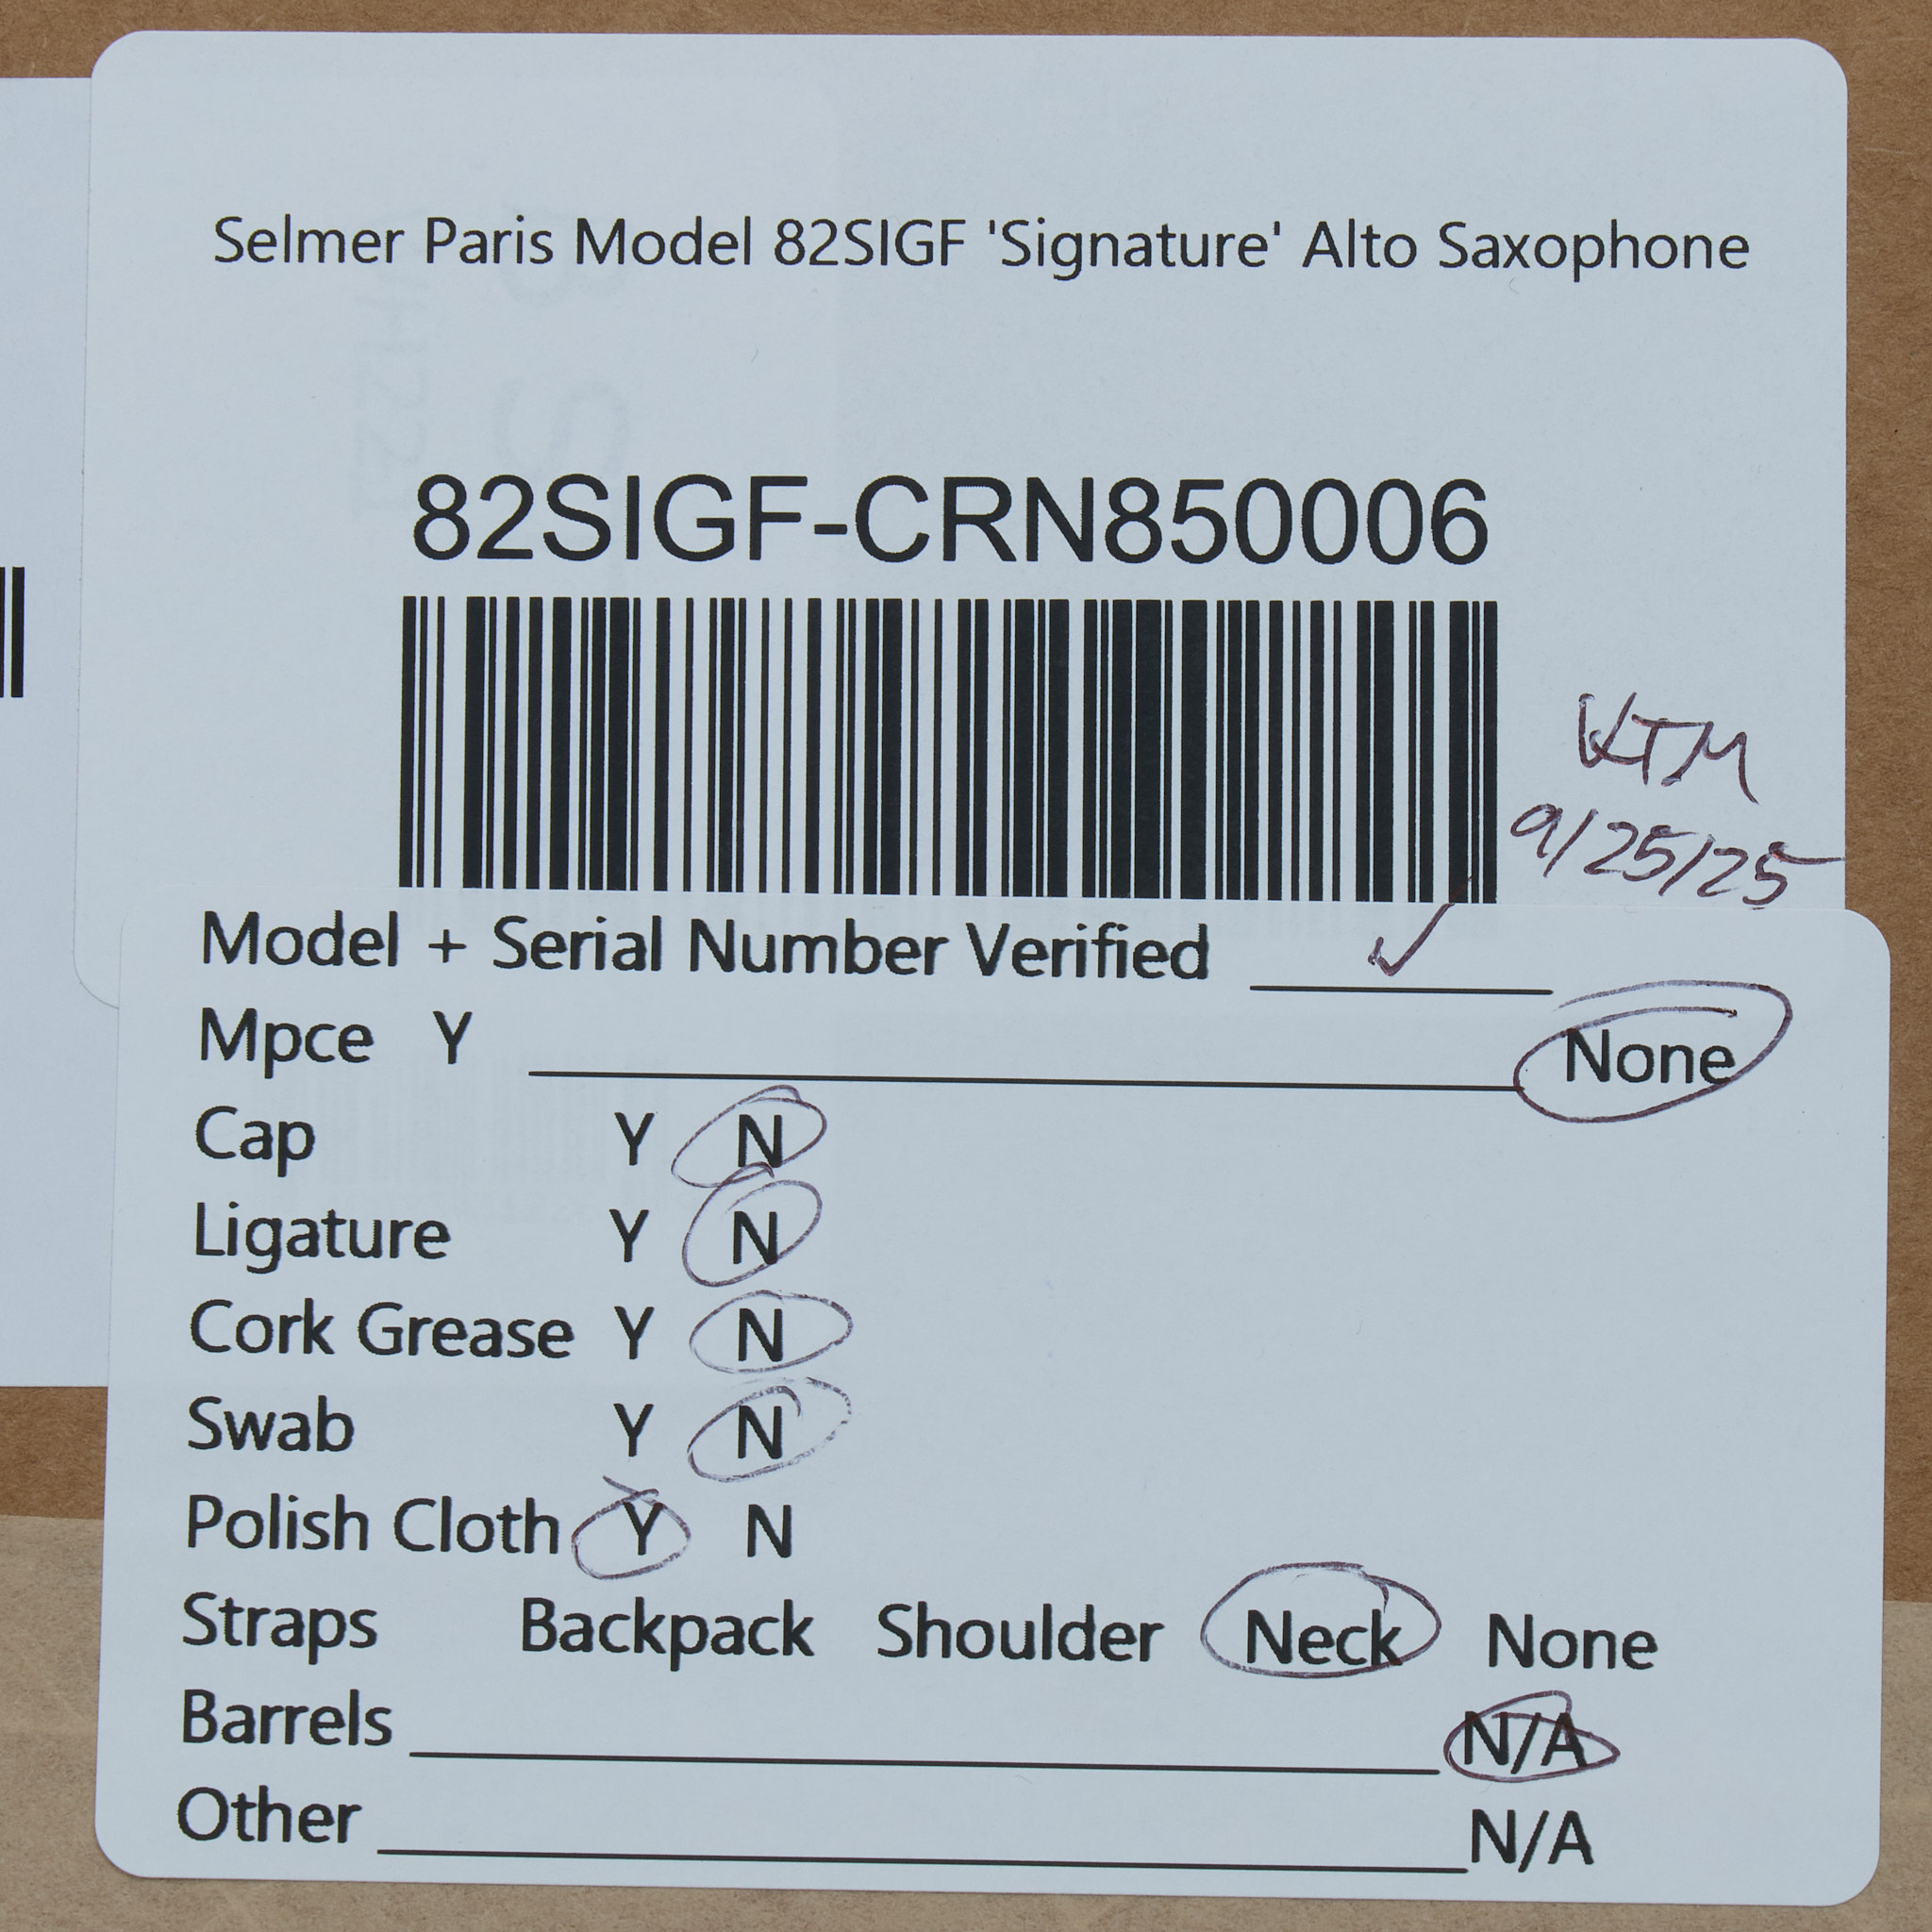 Selmer Paris Model 82SIGF 'Signature' Alto Saxophone
82SIGF-CRN850006
KTM
9/25/25
Model + Serial Number Verified ✓
Mpce Y None
Cap Y N
Ligature Y N
Cork Grease Y N
Swab Y N
Polish Cloth Y N
Straps Backpack Shoulder Neck None
Barrels N/A
Other N/A